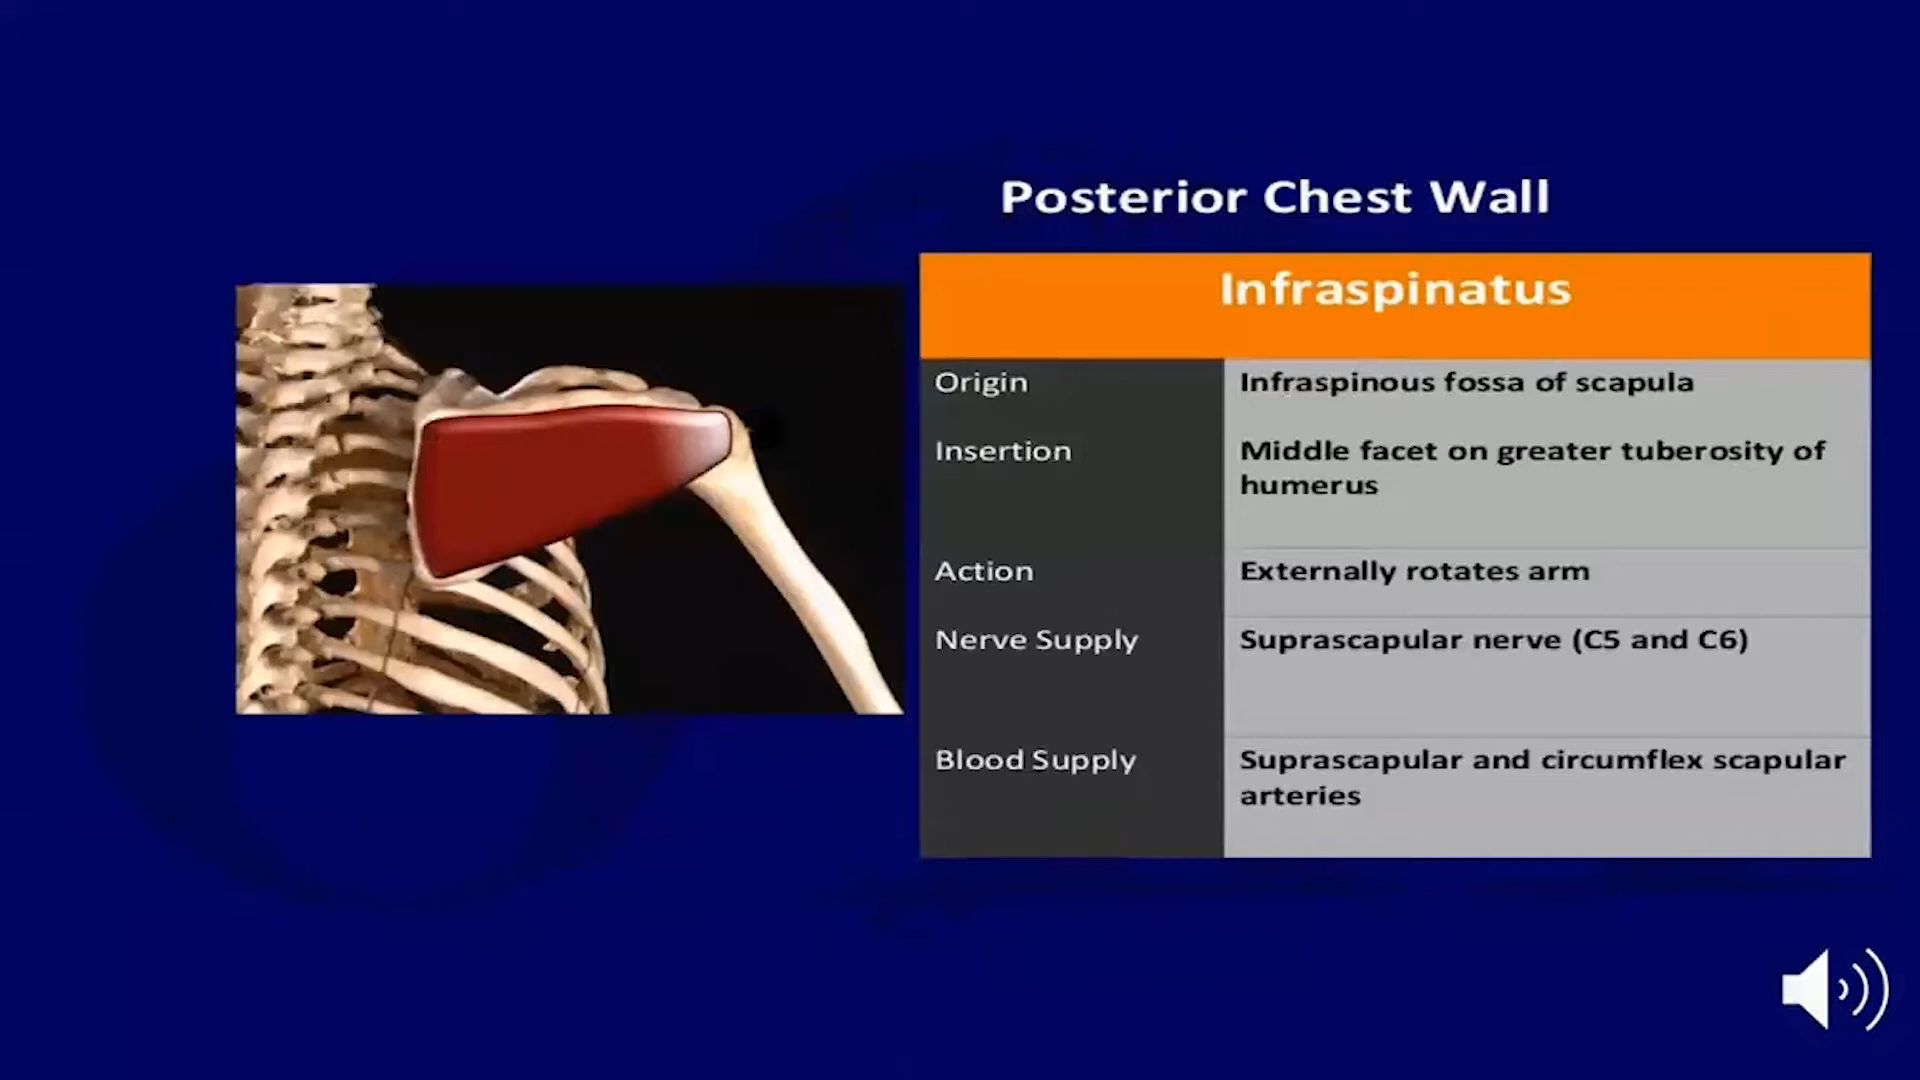 Posterior Chest Wall
Infraspinatus
Origin
Infraspinous fossa of scapula
Insertion
Middle facet on greater tuberosity of
humerus
Action
Externally rotates arm
Nerve Supply
Suprascapular nerve (C5 and C6)
Blood Supply
Suprascapular and circumflex scapular
arteries